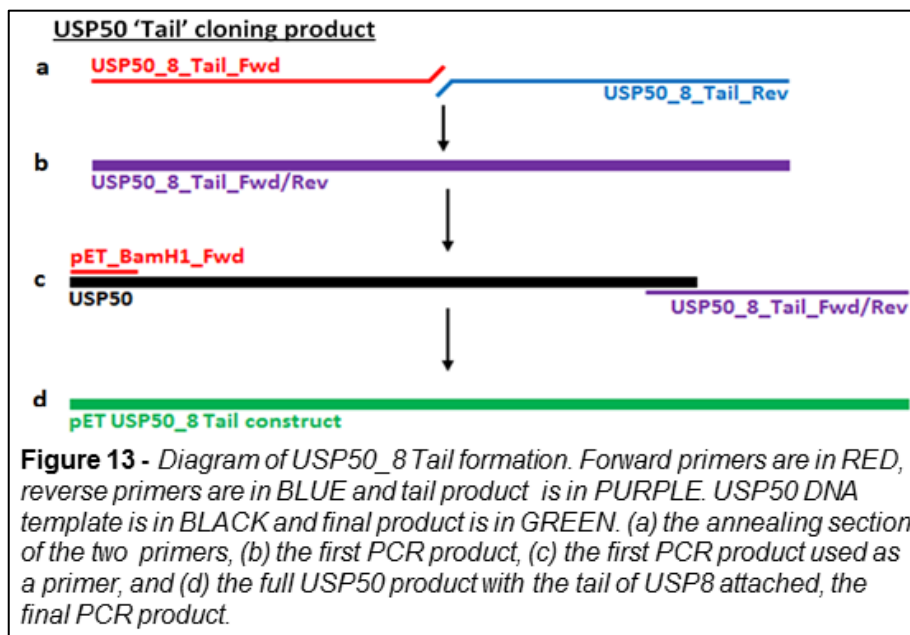 USP50 'Tail' cloning product
a
USP50_8_Tail_Fwd
USP50_8_Tail_Rev
b
USP50_8_Tail_Fwd/Rev
pET_BamH1_Fwd
c
USP50
USP50_8_Tail_Fwd/Rev
d
pET USP50_8 Tail construct
Figure 13 - Diagram of USP50_8 Tail formation. Forward primers are in RED,
reverse primers are in BLUE and tail product is in PURPLE. USP50 DNA
template is in BLACK and final product is in GREEN. (a) the annealing section
of the two primers, (b) the first PCR product, (c) the first PCR product used as
a primer, and (d) the full USP50 product with the tail of USP8 attached, the
final PCR product.